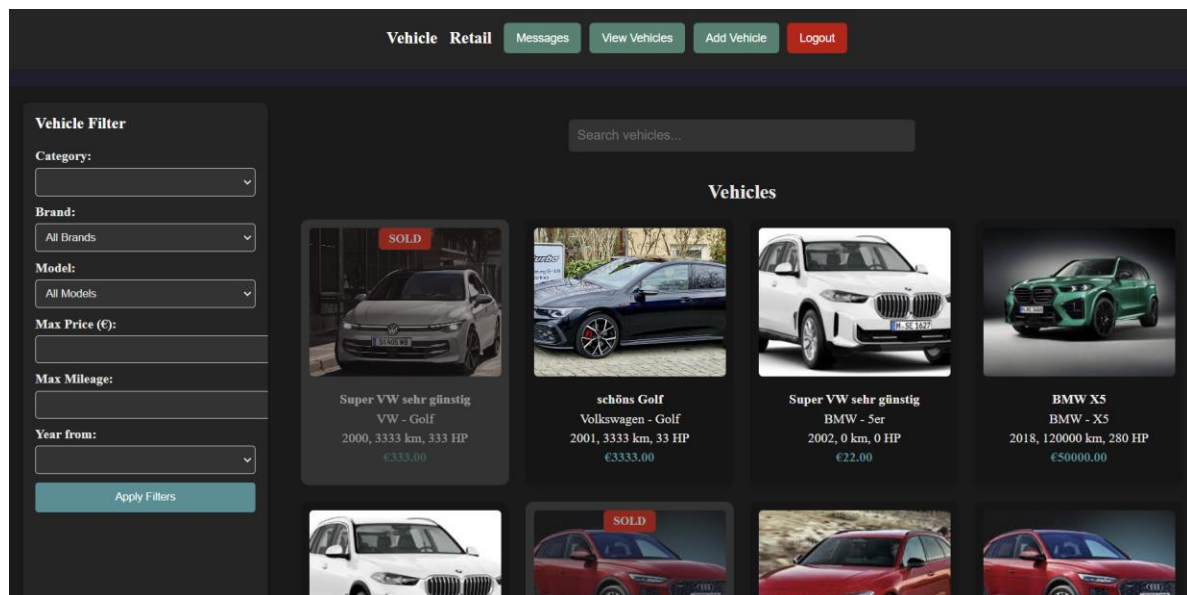 Vehicle Retail
Messages
View Vehicles
Add Vehicle
Logout
Vehicle Filter
Category:
Brand:
All Brands
Model:
All Models
Max Price (€):
Max Mileage:
Year from:
Apply Filters
Search vehicles...
Vehicles
SOLD
Super VW sehr günstig
VW - Golf
2000, 3333 km, 333 HP
€333.00
schöns Golf
Volkswagen - Golf
2001, 3333 km, 33 HP
€3333.00
M·SE 1627
Super VW sehr günstig
BMW - 5er
2002, 0 km, 0 HP
€22.00
BMW X5
BMW - X5
2018, 120000 km, 280 HP
€50000.00
SOLD